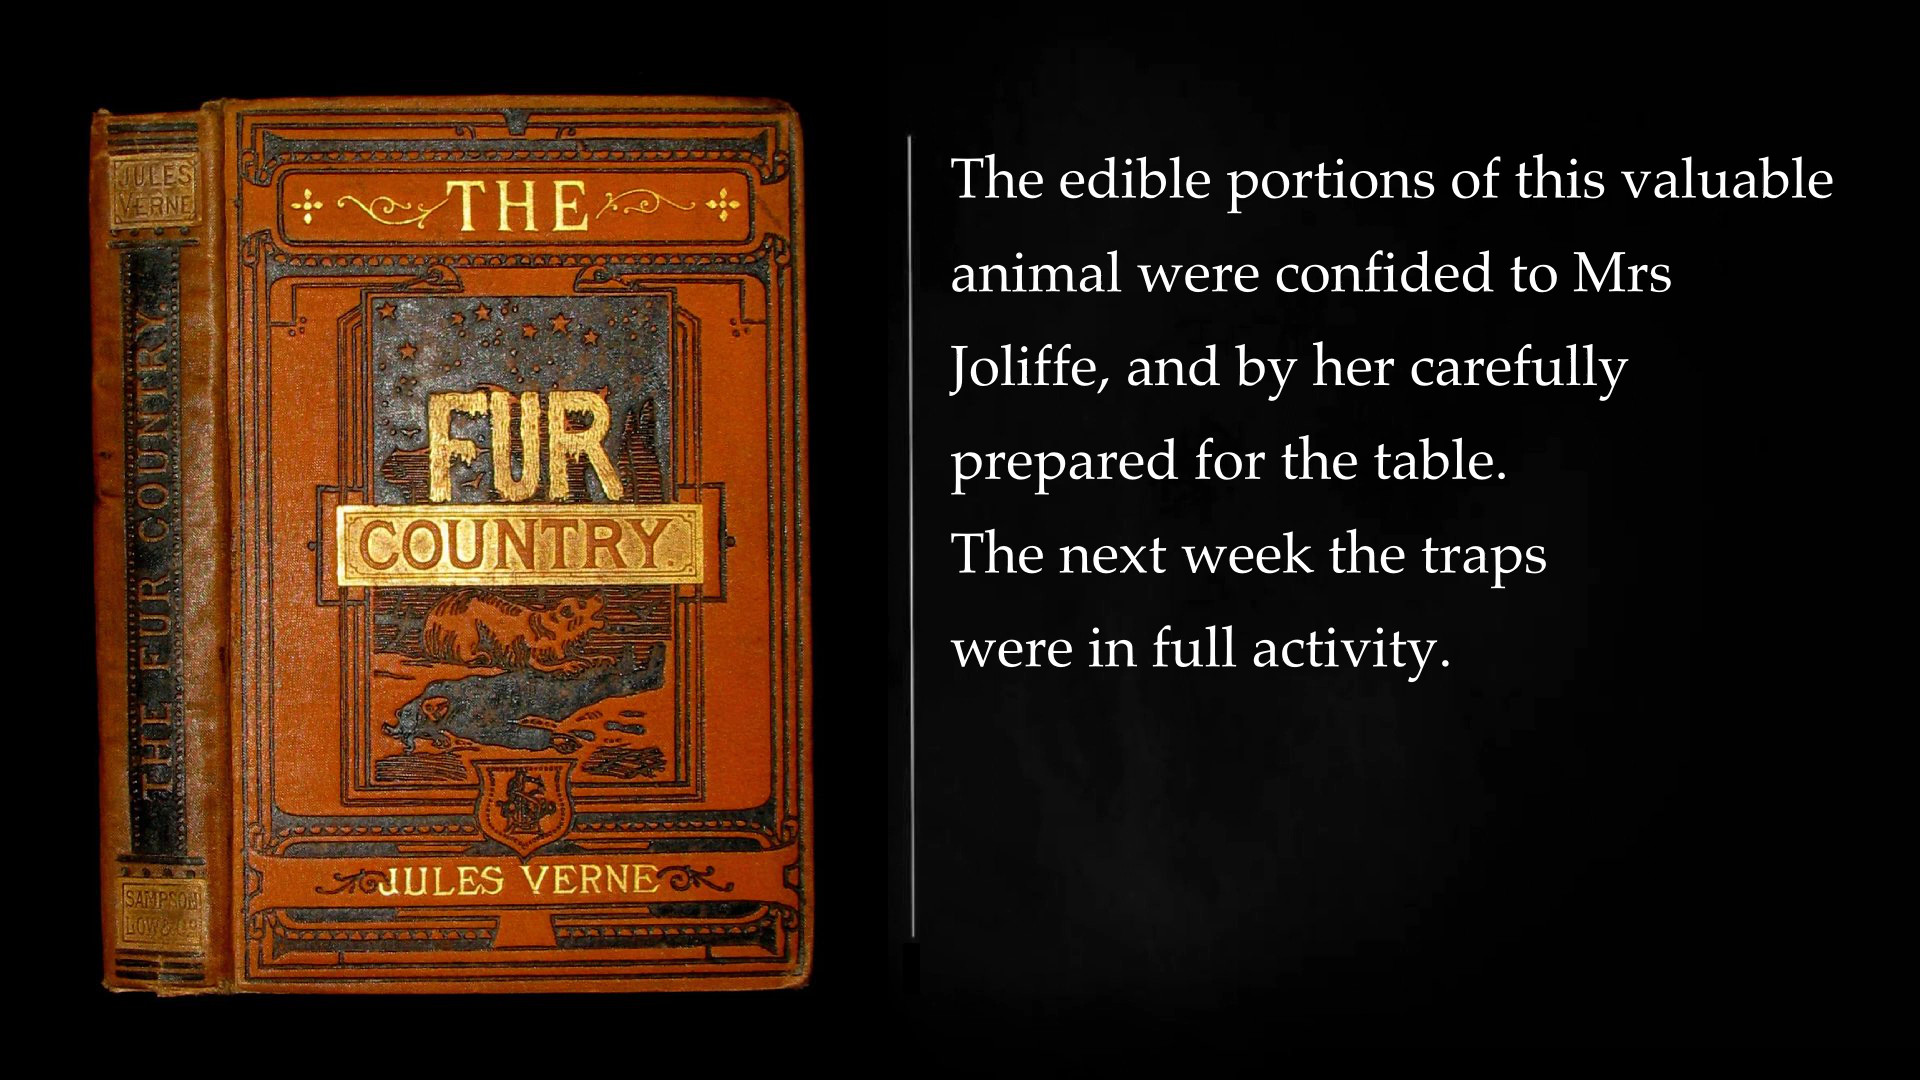 JULES
VERNE
THE FUR COUNTRY.
SAMPSON
LOW & Co
THE
FUR
COUNTRY.
JULES VERNE
The edible portions of this valuable
animal were confided to Mrs
Joliffe, and by her carefully
prepared for the table.
The next week the traps
were in full activity.